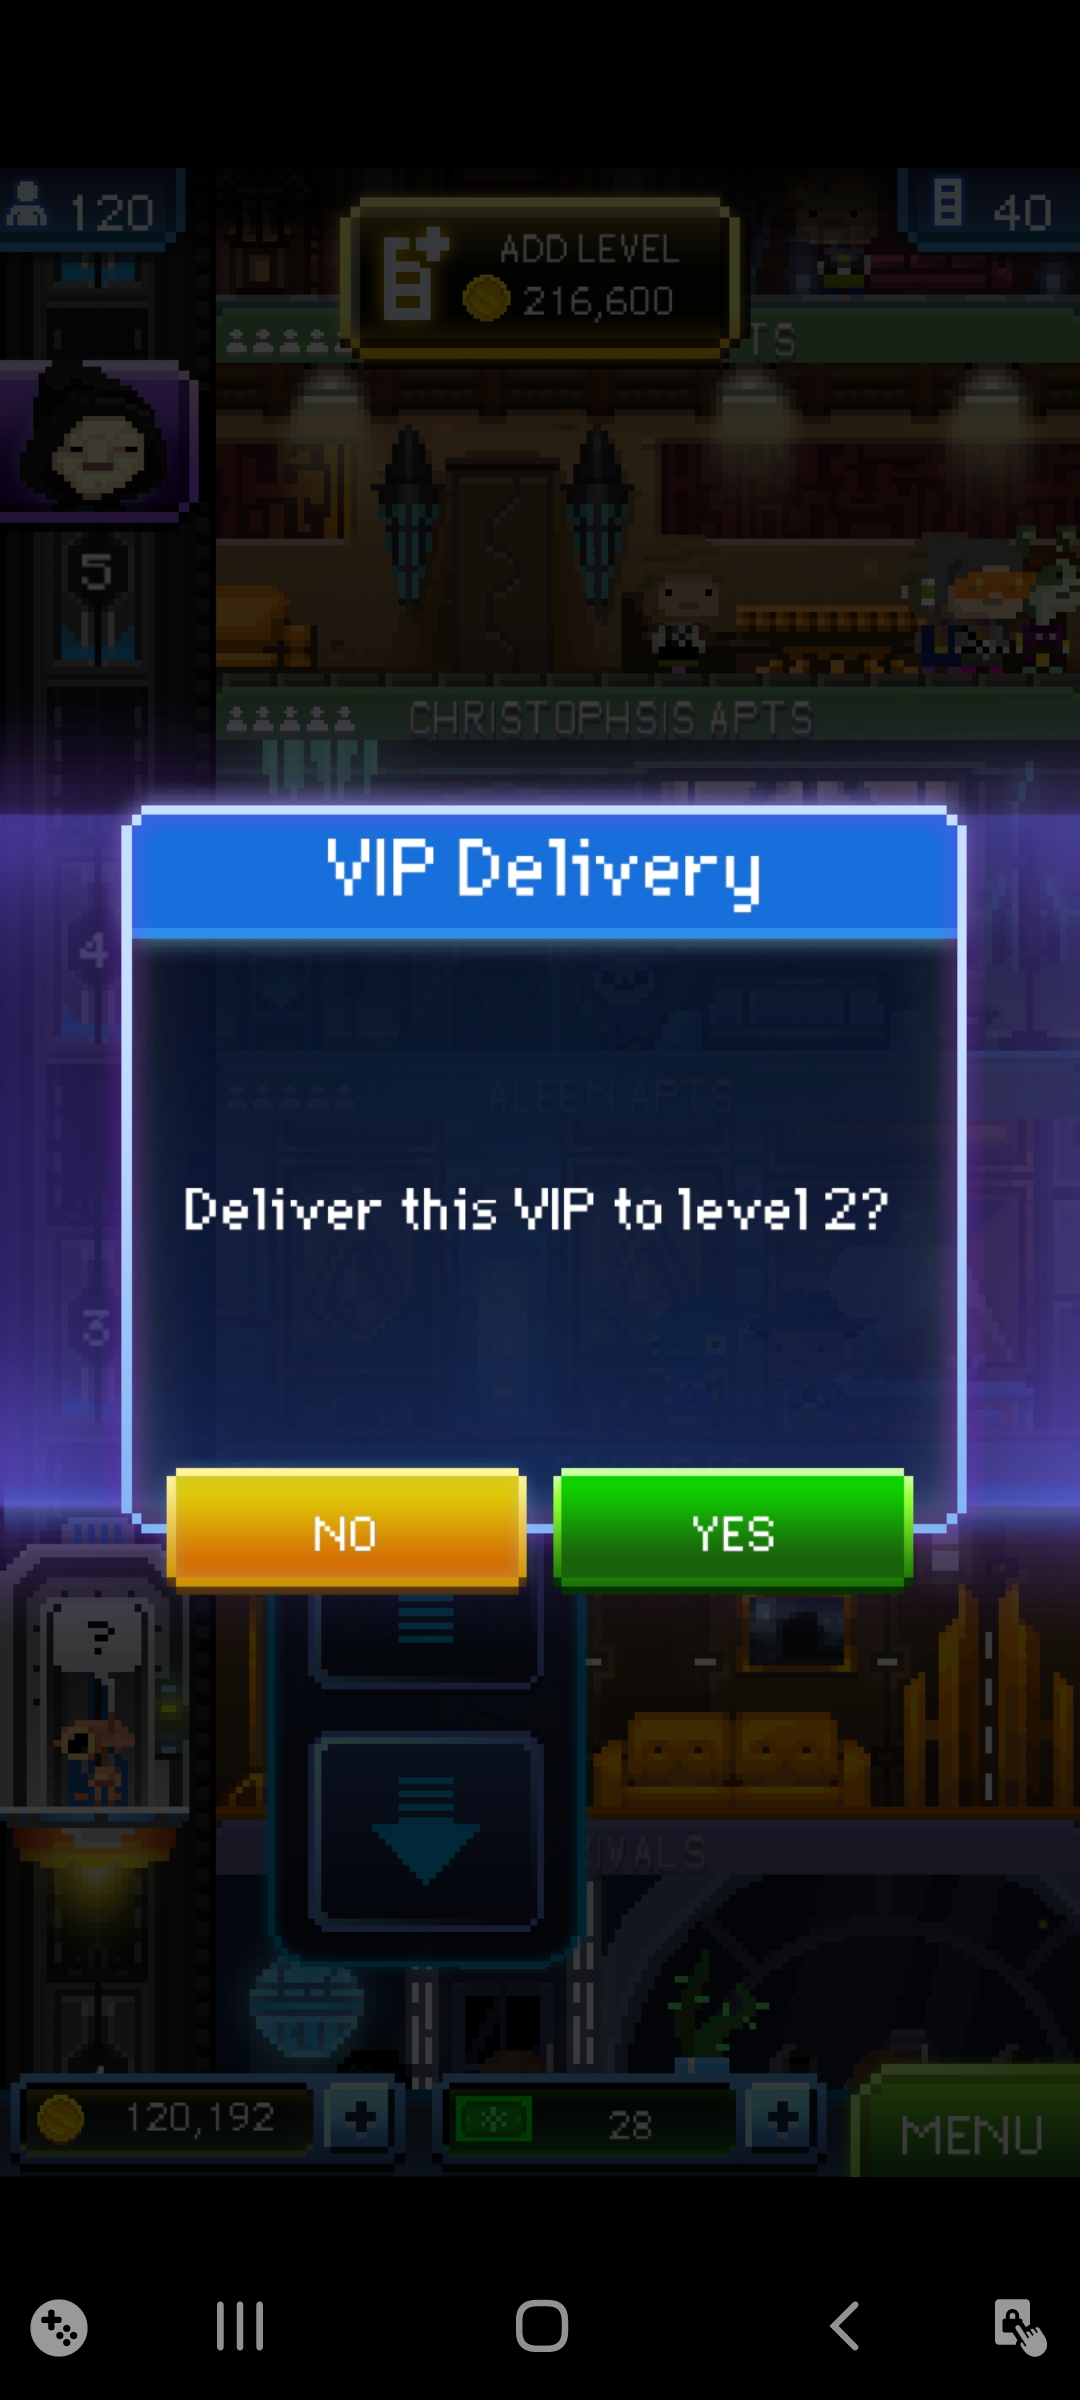 120
40
ADD LEVEL
216,600
TS
5
CHRISTOPHSIS APTS
VIP Delivery
4
ALEEN APTS
Deliver this VIP to level 2?
3
NO
YES
?
IVALS
120,192
28
MENU